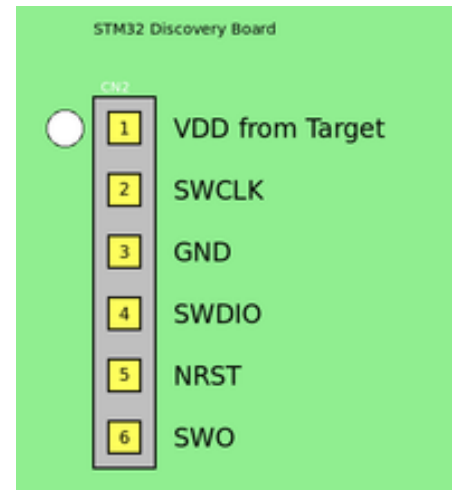 STM32 Discovery Board
CN2
1 VDD from Target
2 SWCLK
3 GND
4 SWDIO
5 NRST
6 SWO